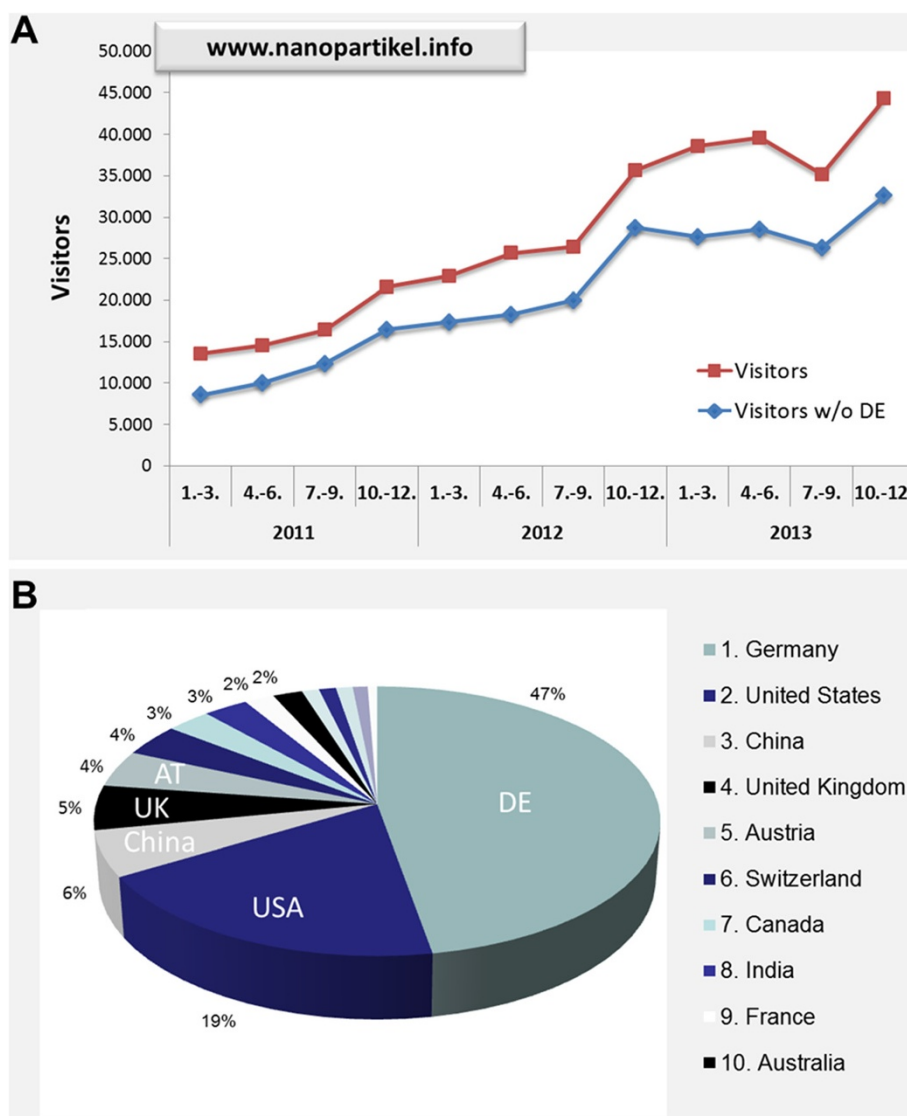 A
www.nanopartikel.info
50.000
45.000
40.000
35.000
30.000
25.000
20.000
15.000
10.000
5.000
0
Visitors
Visitors
Visitors w/o DE
1.-3. 4.-6. 7.-9. 10.-12. 1.-3. 4.-6. 7.-9. 10.-12. 1.-3. 4.-6. 7.-9. 10.-12
2011 2012 2013
B
47%
2%
2%
3%
3%
4%
4%
5%
6%
19%
DE
AT
UK
China
USA
1. Germany
2. United States
3. China
4. United Kingdom
5. Austria
6. Switzerland
7. Canada
8. India
9. France
10. Australia